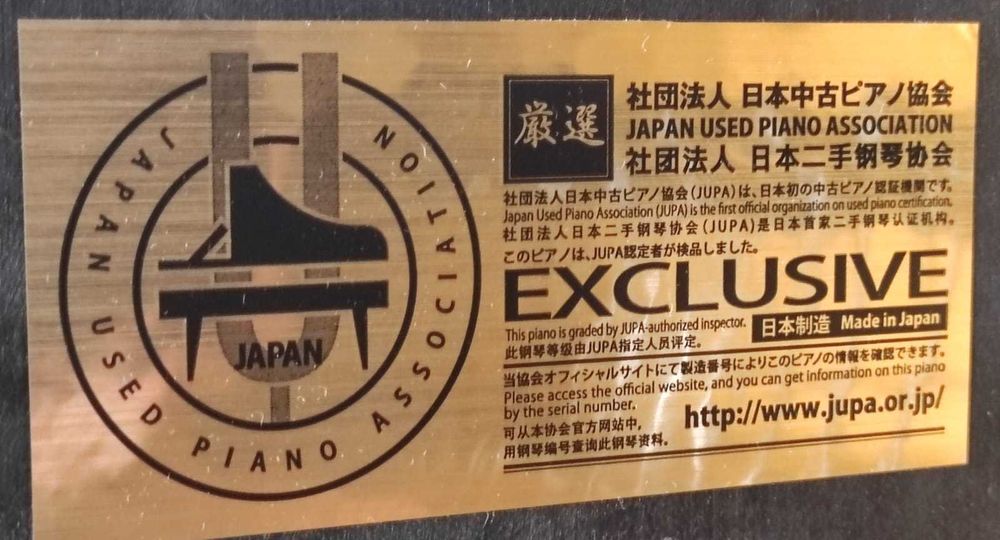 JAPAN USED PIANO ASSOCIATION
JAPAN
厳選
社団法人 日本中古ピアノ協会
JAPAN USED PIANO ASSOCIATION
社团法人 日本二手钢琴协会
社団法人日本中古ピアノ協会(JUPA)は、日本初の中古ピアノ認証機関です。
Japan Used Piano Association (JUPA) is the first official organization on used piano certification.
社团法人日本二手钢琴协会(JUPA)是日本首家二手钢琴认证机构。
このピアノは、JUPA認定者が検品しました。
EXCLUSIVE
This piano is graded by JUPA-authorized inspector.
此钢琴等级由JUPA指定人员评定。
日本制造 Made in Japan
当協会オフィシャルサイトにて製造番号によりこのピアノの情報を確認できます。
Please access the official website, and you can get information on this piano
by the serial number.
可从本协会官方网站中,
用钢琴编号查询此钢琴资料。
http://www.jupa.or.jp/